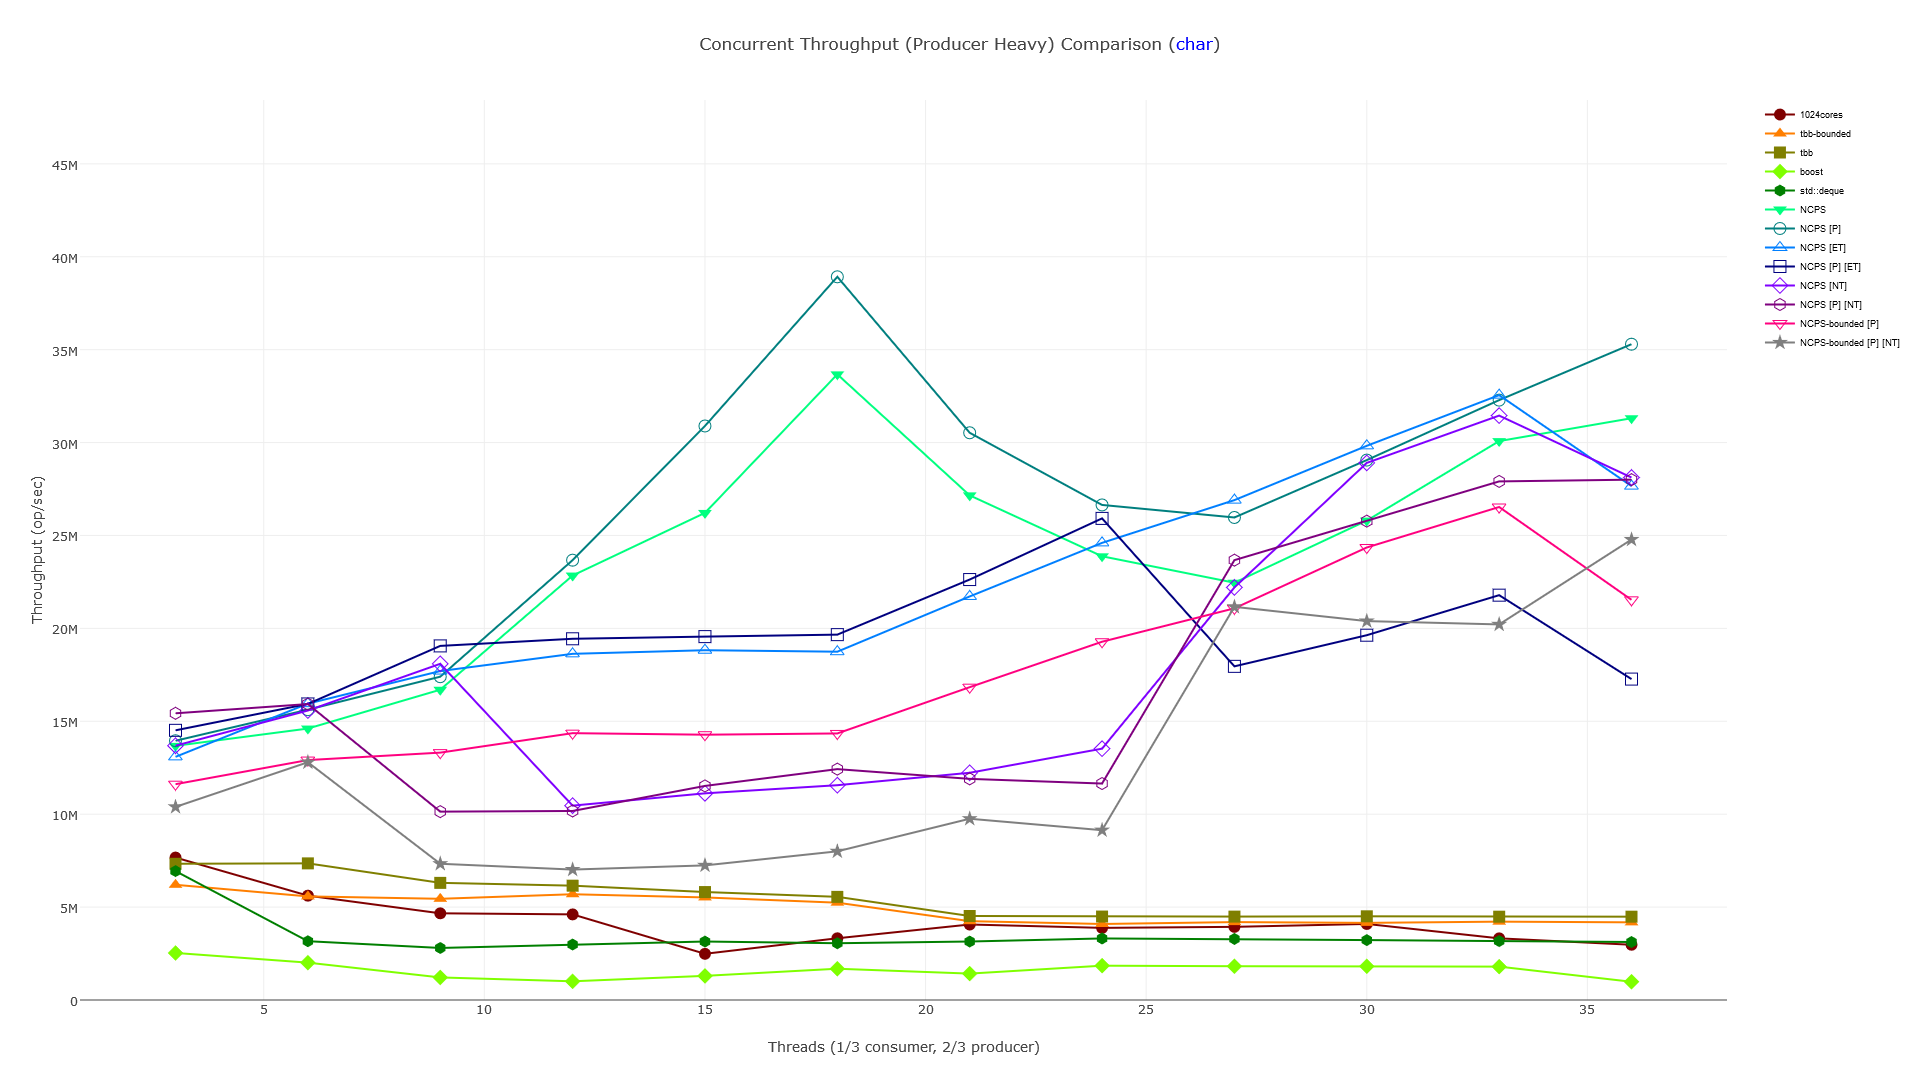 Concurrent Throughput (Producer Heavy) Comparison (char)
1024cores
tbb-bounded
tbb
boost
std::deque
NCPS
NCPS [P]
NCPS [ET]
NCPS [P] [ET]
NCPS [NT]
NCPS [P] [NT]
NCPS-bounded [P]
NCPS-bounded [P] [NT]
Throughput (op/sec)
45M
40M
35M
30M
25M
20M
15M
10M
5M
0
5
10
15
20
25
30
35
Threads (1/3 consumer, 2/3 producer)